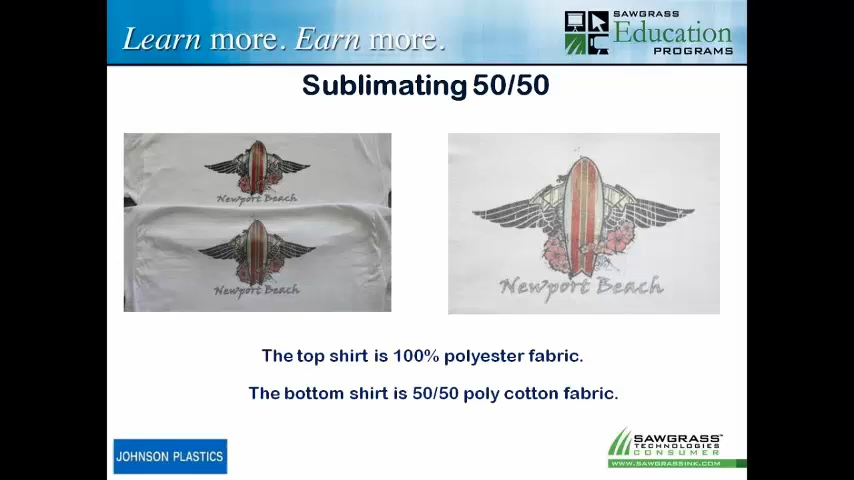 Learn more. Earn more.
SAWGRASS
Education
PROGRAMS
Sublimating 50/50
Newport Beach
Newport Beach
Newport Beach
The top shirt is 100% polyester fabric.
The bottom shirt is 50/50 poly cotton fabric.
JOHNSON PLASTICS
SAWGRASS™
TECHNOLOGIES
CONSUMER
WWW.SAWGRASSINK.COM